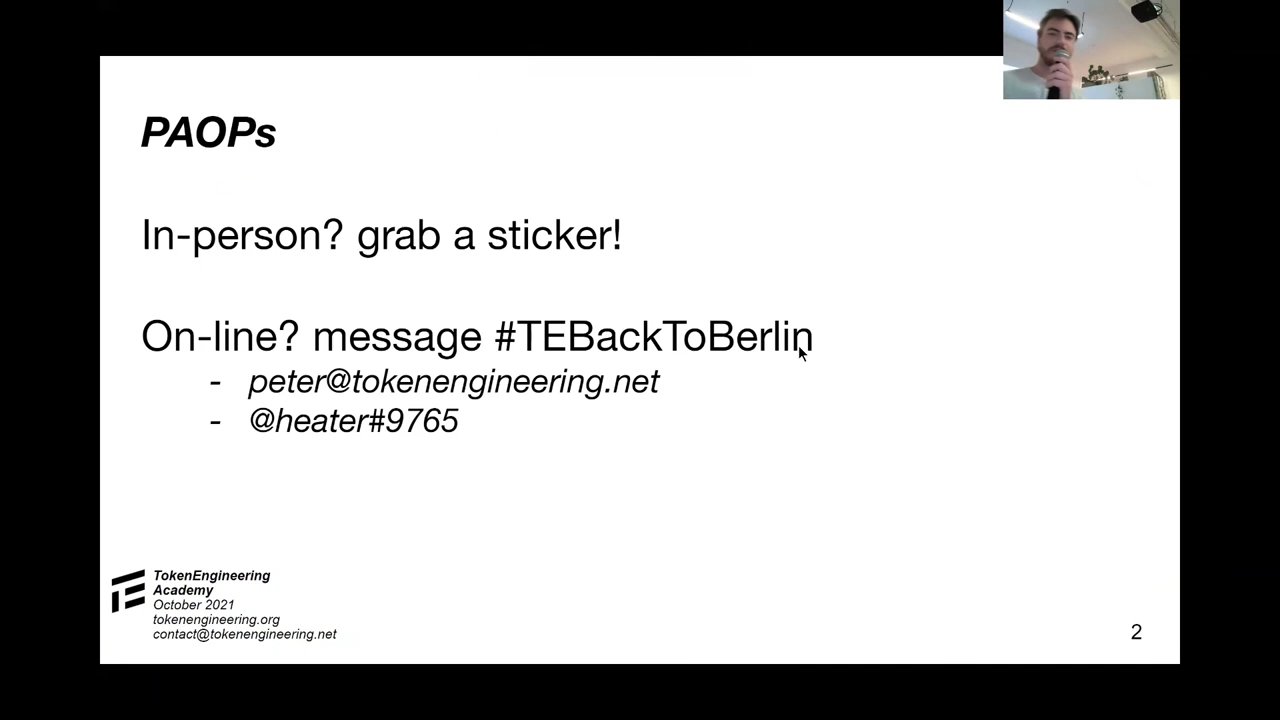 PAOPs
In-person? grab a sticker!
On-line? message #TEBackToBerlin
- peter@tokenengineering.net
- @heater#9765
TokenEngineering
Academy
October 2021
tokenengineering.org
contact@tokenengineering.net
2